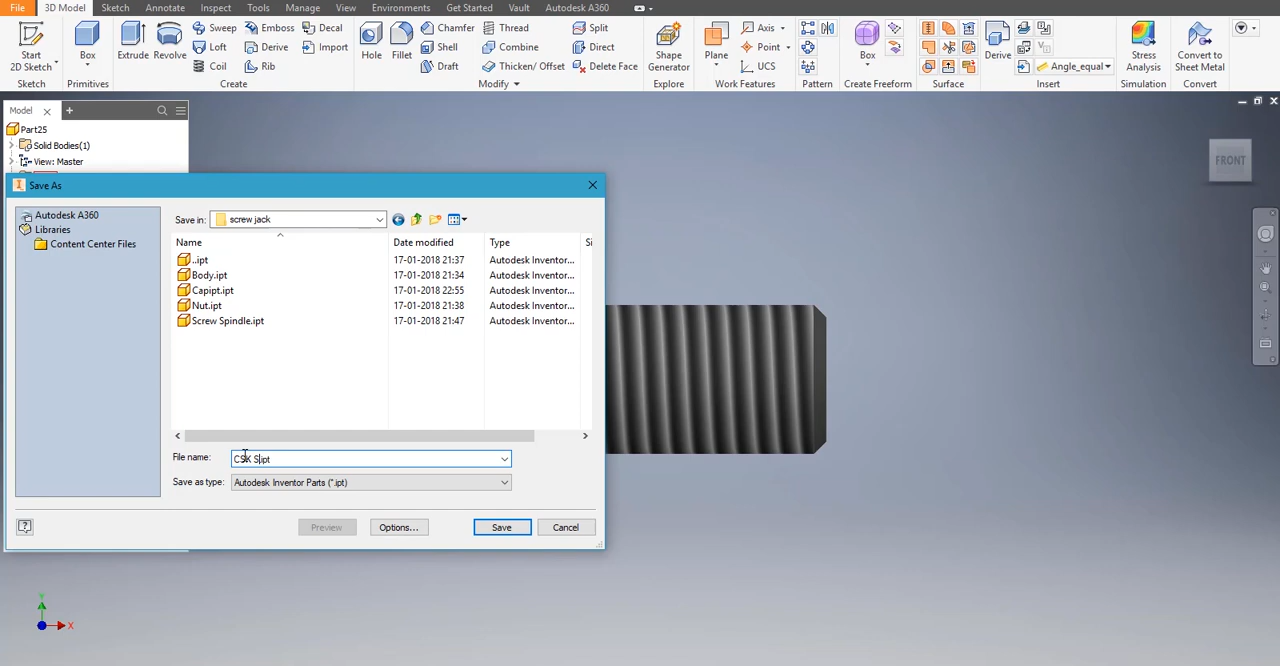 File 3D Model Sketch Annotate Inspect Tools Manage View Environments Get Started Vault Autodesk A360
Start 2D Sketch Box Extrude Revolve Sweep Emboss Decal Hole Fillet Chamfer Thread Split Shape Generator Plane Axis Box Derive Stress Analysis Convert to Sheet Metal
Loft Derive Import Shell Combine Direct Point
Coil Rib Thicken/ Offset Delete Face UCS Angle_equal
Sketch Primitives Create Modify Explore Work Features Pattern Create Freeform Surface Insert Simulation Convert
Model
Part25
Solid Bodies(1)
View: Master
FRONT
Save As
Autodesk A360
Libraries
Content Center Files
Save in: screw jack
Name Date modified Type Si
..ipt 17-01-2018 21:37 Autodesk Inventor...
Body.ipt 17-01-2018 21:34 Autodesk Inventor...
Capipt.ipt 17-01-2018 22:55 Autodesk Inventor...
Nut.ipt 17-01-2018 21:38 Autodesk Inventor...
Screw Spindle.ipt 17-01-2018 21:47 Autodesk Inventor...
File name: CSK S.ipt
Save as type: Autodesk Inventor Parts (*.ipt)
Preview Options... Save Cancel
Y
X